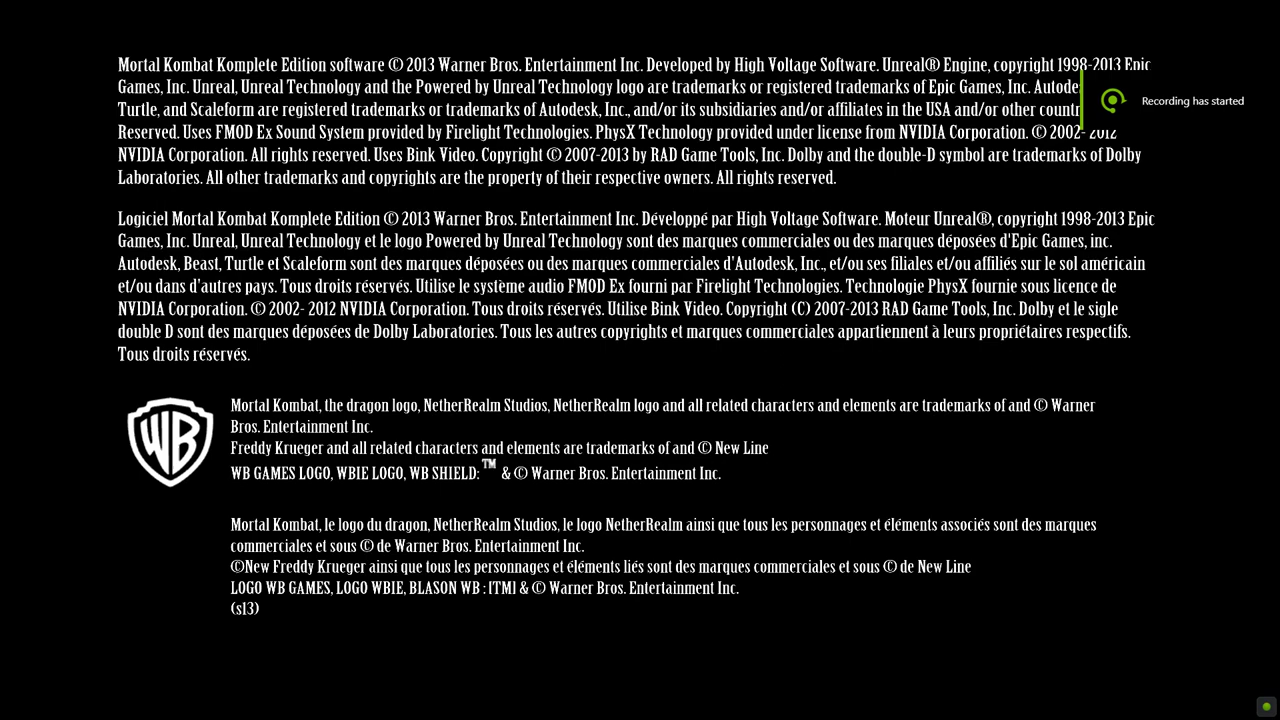 Mortal Kombat Komplete Edition software © 2013 Warner Bros. Entertainment Inc. Developed by High Voltage Software. Unreal® Engine, copyright 1998-2013 Epic
Games, Inc. Unreal, Unreal Technology and the Powered by Unreal Technology logo are trademarks or registered trademarks of Epic Games, Inc.
Turtle, and Scaleform are registered trademarks or trademarks of Autodesk, Inc., and/or its subsidiaries and/or affiliates in the USA and/or other
Recording has started
Reserved. Uses FMOD Ex Sound System provided by Firelight Technologies. PhysX Technology provided under license from NVIDIA Corporation. © 2002- 2012
NVIDIA Corporation. All rights reserved. Uses Bink Video. Copyright © 2007-2013 by RAD Game Tools, Inc. Dolby and the double-D symbol are trademarks of Dolby
Laboratories. All other trademarks and copyrights are the property of their respective owners. All rights reserved.
Logiciel Mortal Kombat Komplete Edition © 2013 Warner Bros. Entertainment Inc. Développé par High Voltage Software. Moteur Unreal®, copyright 1998-2013 Epic
Games, Inc. Unreal, Unreal Technology et le logo Powered by Unreal Technology sont des marques commerciales ou des marques déposées d'Epic Games, inc.
Autodesk, Beast, Turtle et Scaleform sont des marques déposées ou des marques commerciales d'Autodesk, Inc., et/ou ses filiales et/ou affiliés sur le sol américain
et/ou dans d'autres pays. Tous droits réservés. Utilise le système audio FMOD Ex fourni par Firelight Technologies. Technologie PhysX fournie sous licence de
NVIDIA Corporation. © 2002- 2012 NVIDIA Corporation. Tous droits réservés. Utilise Bink Video. Copyright (C) 2007-2013 RAD Game Tools, Inc. Dolby et le sigle
double D sont des marques déposées de Dolby Laboratories. Tous les autres copyrights et marques commerciales appartiennent à leurs propriétaires respectifs.
Tous droits réservés.
WB
Mortal Kombat, the dragon logo, NetherRealm Studios, NetherRealm logo and all related characters and elements are trademarks of and © Warner
Bros. Entertainment Inc.
Freddy Krueger and all related characters and elements are trademarks of and © New Line
WB GAMES LOGO, WBIE LOGO, WB SHIELD: ™ & © Warner Bros. Entertainment Inc.
Mortal Kombat, le logo du dragon, NetherRealm Studios, le logo NetherRealm ainsi que tous les personnages et éléments associés sont des marques
commerciales et sous © de Warner Bros. Entertainment Inc.
©New Freddy Krueger ainsi que tous les personnages et éléments liés sont des marques commerciales et sous © de New Line
LOGO WB GAMES, LOGO WBIE, BLASON WB : [TM] & © Warner Bros. Entertainment Inc.
(s13)